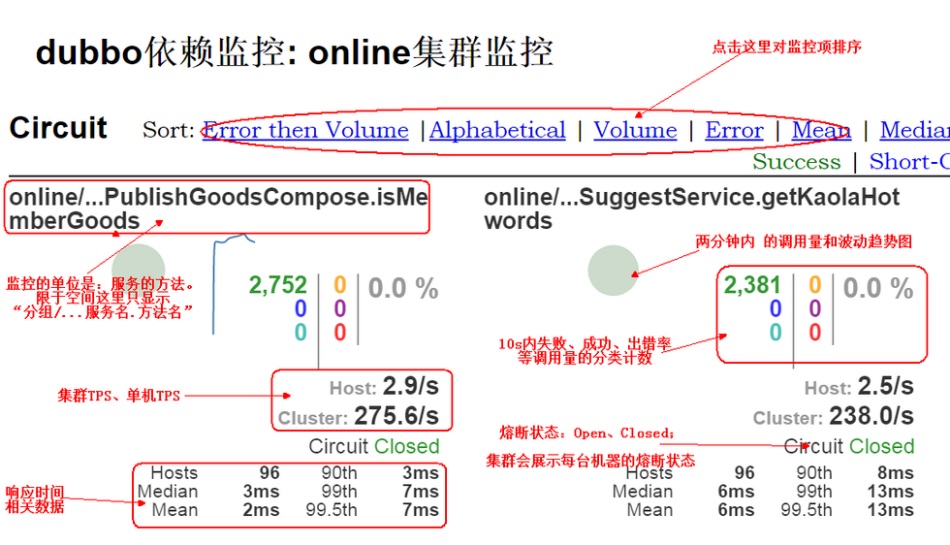 dubbo依赖监控: online集群监控
点击这里对监控项排序
Circuit Sort: Error then Volume | Alphabetical | Volume | Error | Mean | Median
Success | Short-C
online/...PublishGoodsCompose.isMe
mberGoods
监控的单位是：服务的方法。
限于空间这里只显示
“分组/...服务名.方法名”
2,752 0 0.0 %
0 0
0 0
集群TPS、单机TPS
Host: 2.9/s
Cluster: 275.6/s
Circuit Closed
响应时间
相关数据
Hosts 96 90th 3ms
Median 3ms 99th 7ms
Mean 2ms 99.5th 7ms
online/...SuggestService.getKaolaHot
words
两分钟内 的调用量和波动趋势图
2,381 0 0.0 %
0 0
0 0
10s内失败、成功、出错率
等调用量的分类计数
Host: 2.5/s
Cluster: 238.0/s
熔断状态：Open、Closed；
Circuit Closed
集群会展示每台机器的熔断状态
Hosts 96 90th 8ms
Median 6ms 99th 13ms
Mean 6ms 99.5th 13ms